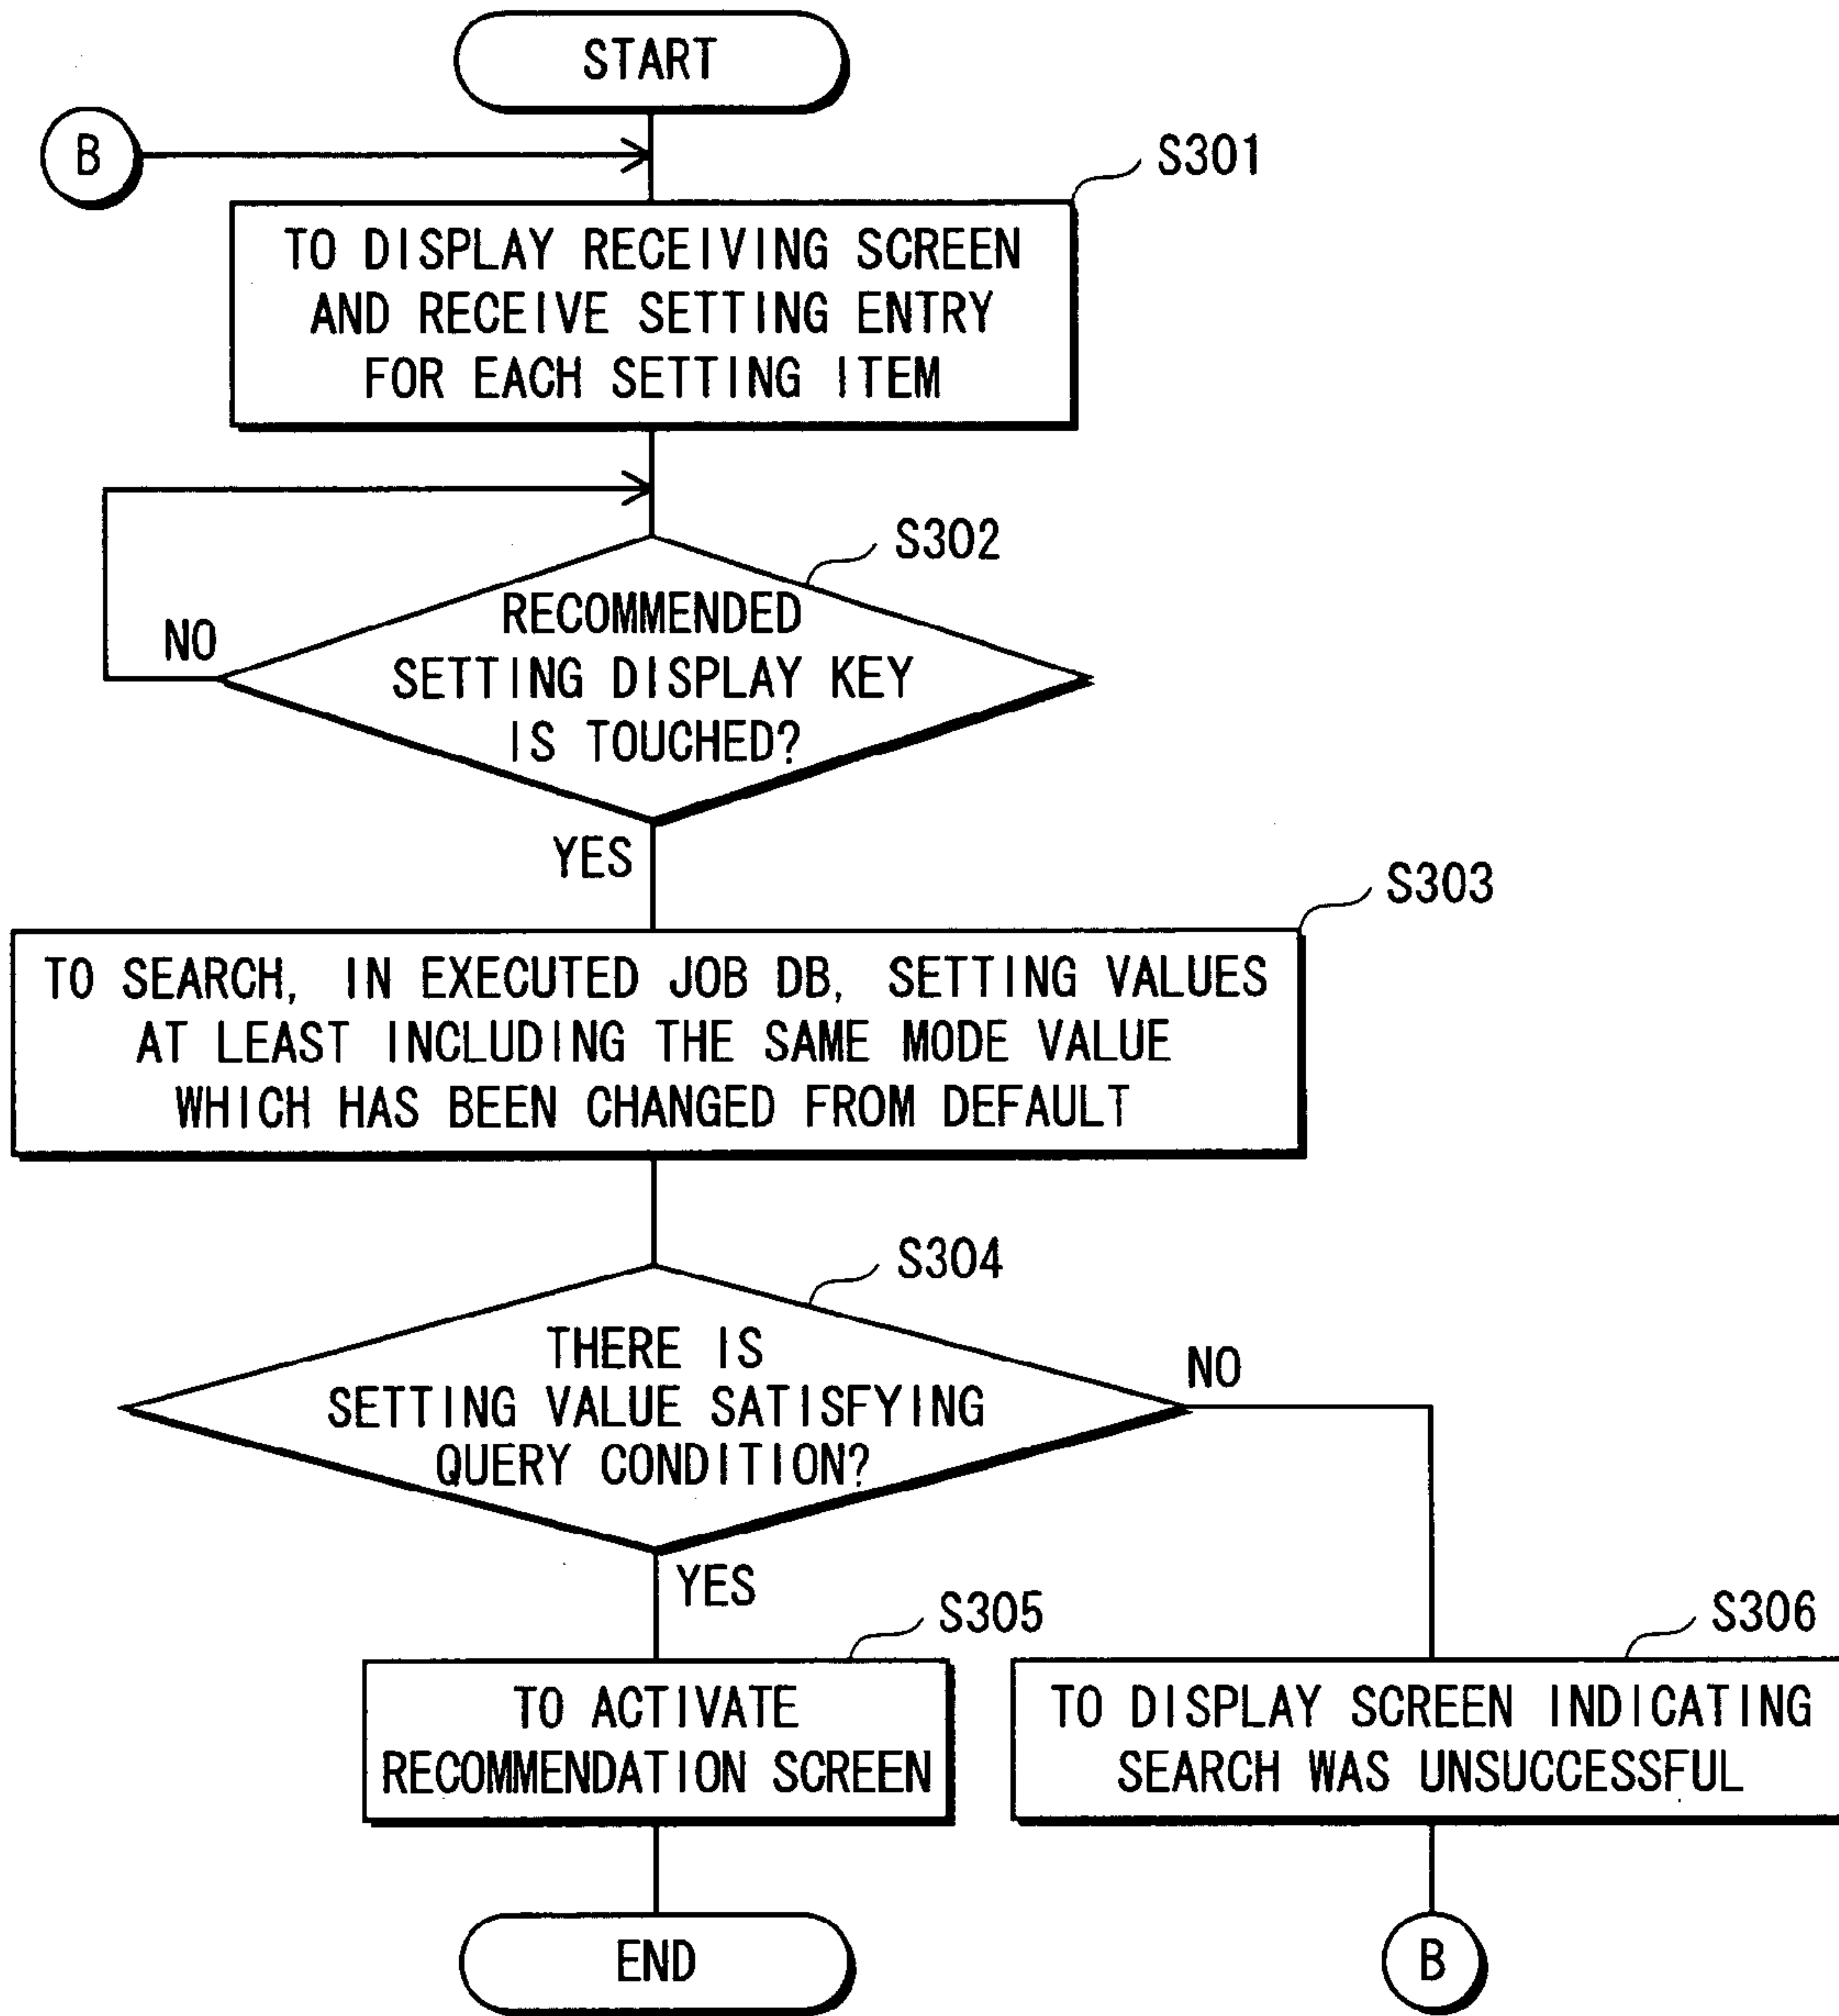 START
B
S301
TO DISPLAY RECEIVING SCREEN
AND RECEIVE SETTING ENTRY
FOR EACH SETTING ITEM
S302
RECOMMENDED
SETTING DISPLAY KEY
IS TOUCHED?
NO
YES
S303
TO SEARCH, IN EXECUTED JOB DB, SETTING VALUES
AT LEAST INCLUDING THE SAME MODE VALUE
WHICH HAS BEEN CHANGED FROM DEFAULT
S304
THERE IS
SETTING VALUE SATISFYING
QUERY CONDITION?
NO
YES
S305
TO ACTIVATE
RECOMMENDATION SCREEN
S306
TO DISPLAY SCREEN INDICATING
SEARCH WAS UNSUCCESSFUL
END
B